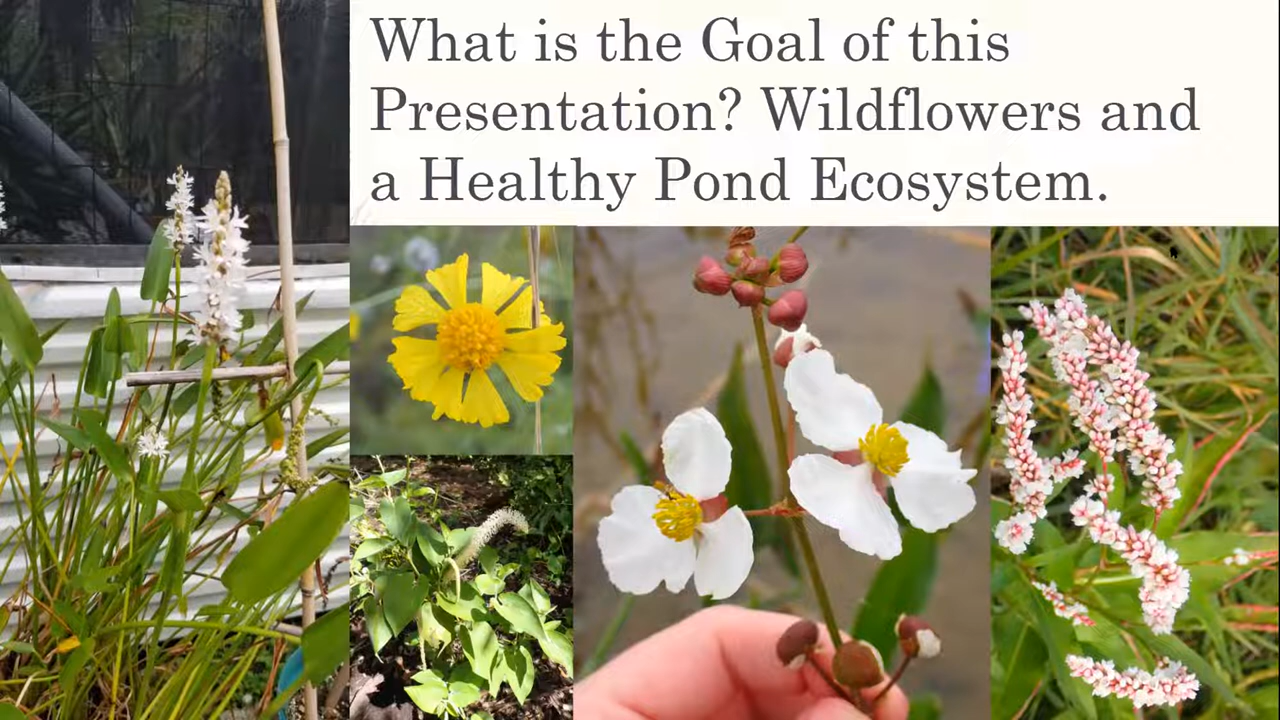 What is the Goal of this
Presentation? Wildflowers and
a Healthy Pond Ecosystem.